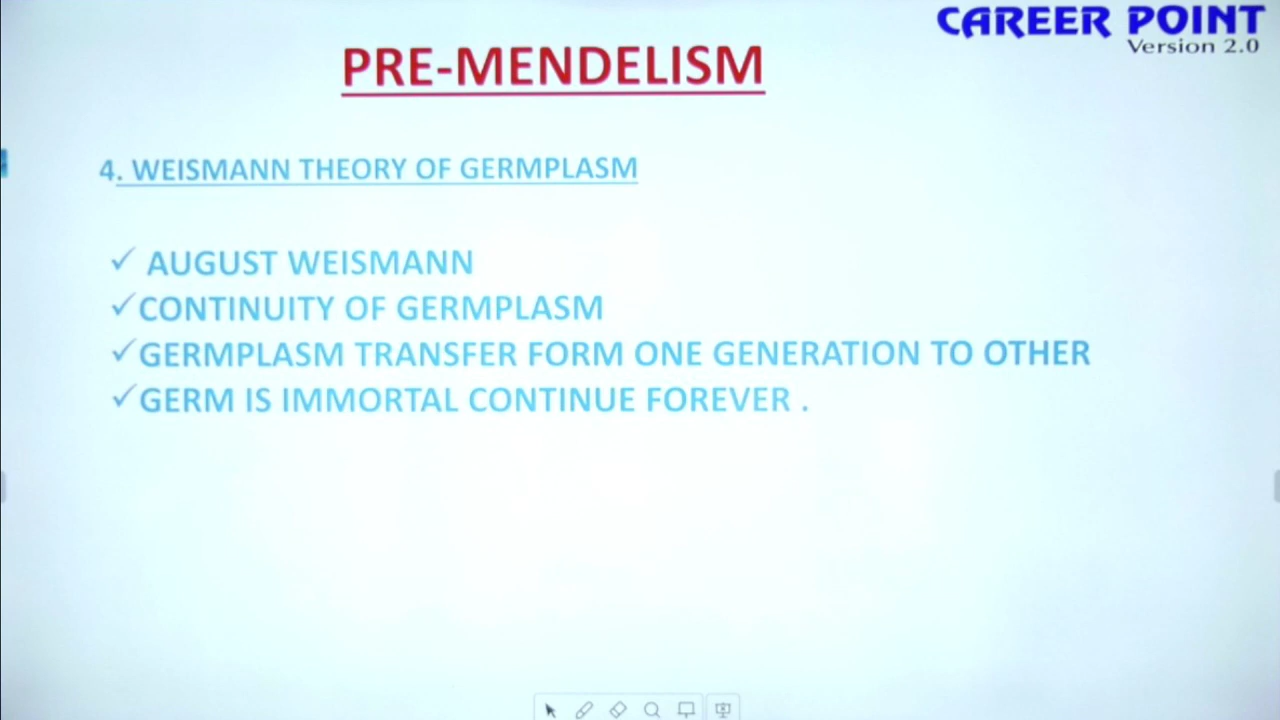 CAREER POINT
Version 2.0
PRE-MENDELISM
4. WEISMANN THEORY OF GERMPLASM
✓ AUGUST WEISMANN
✓ CONTINUITY OF GERMPLASM
✓ GERMPLASM TRANSFER FORM ONE GENERATION TO OTHER
✓ GERM IS IMMORTAL CONTINUE FOREVER .